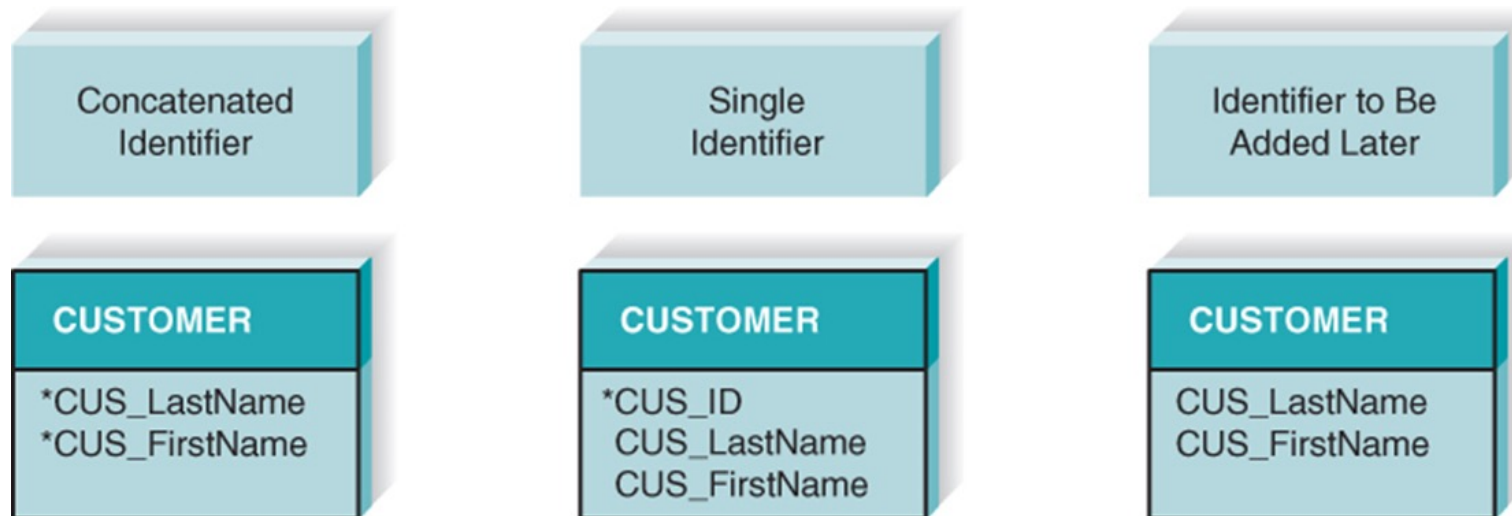 Concatenated
Identifier
Single
Identifier
Identifier to Be
Added Later
CUSTOMER
*CUS_LastName
*CUS_FirstName
CUSTOMER
*CUS_ID
CUS_LastName
CUS_FirstName
CUSTOMER
CUS_LastName
CUS_FirstName